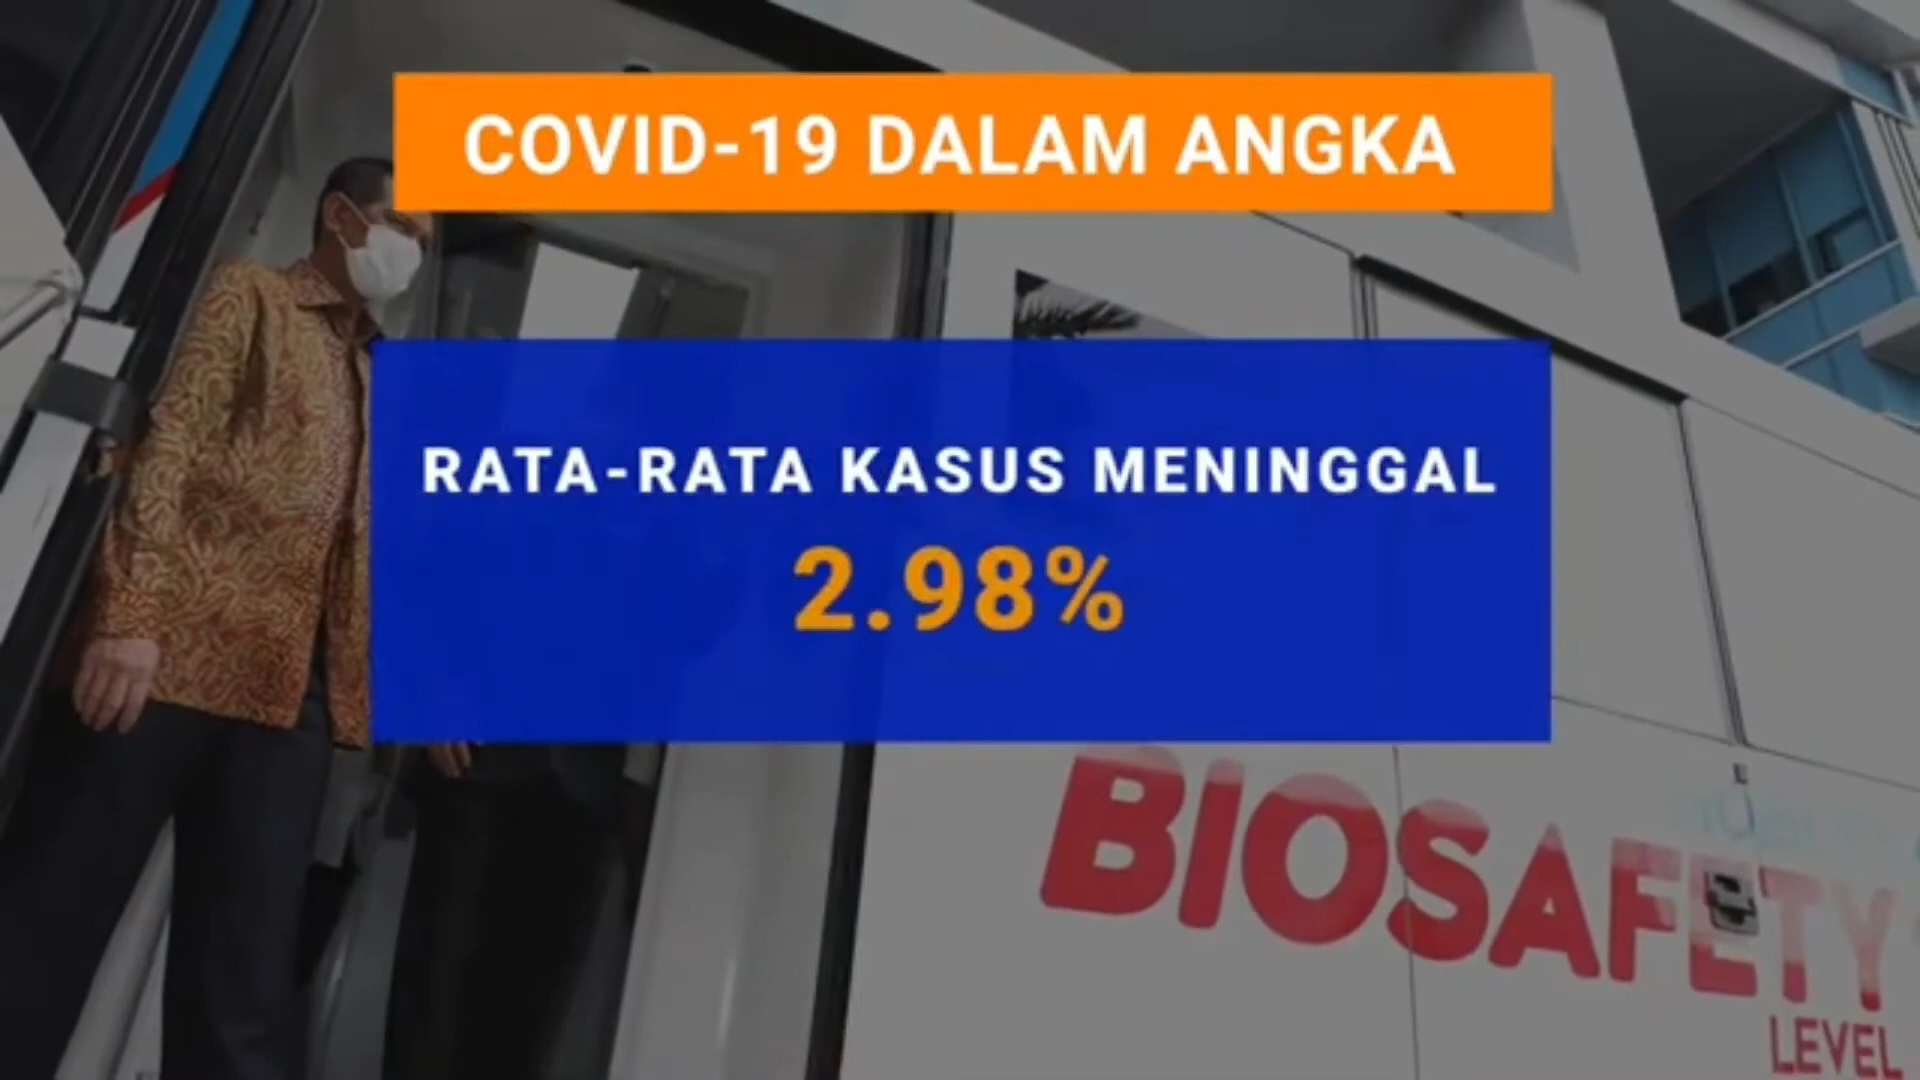 COVID-19 DALAM ANGKA
RATA-RATA KASUS MENINGGAL
2.98%
BIOSAFETY
LEVEL